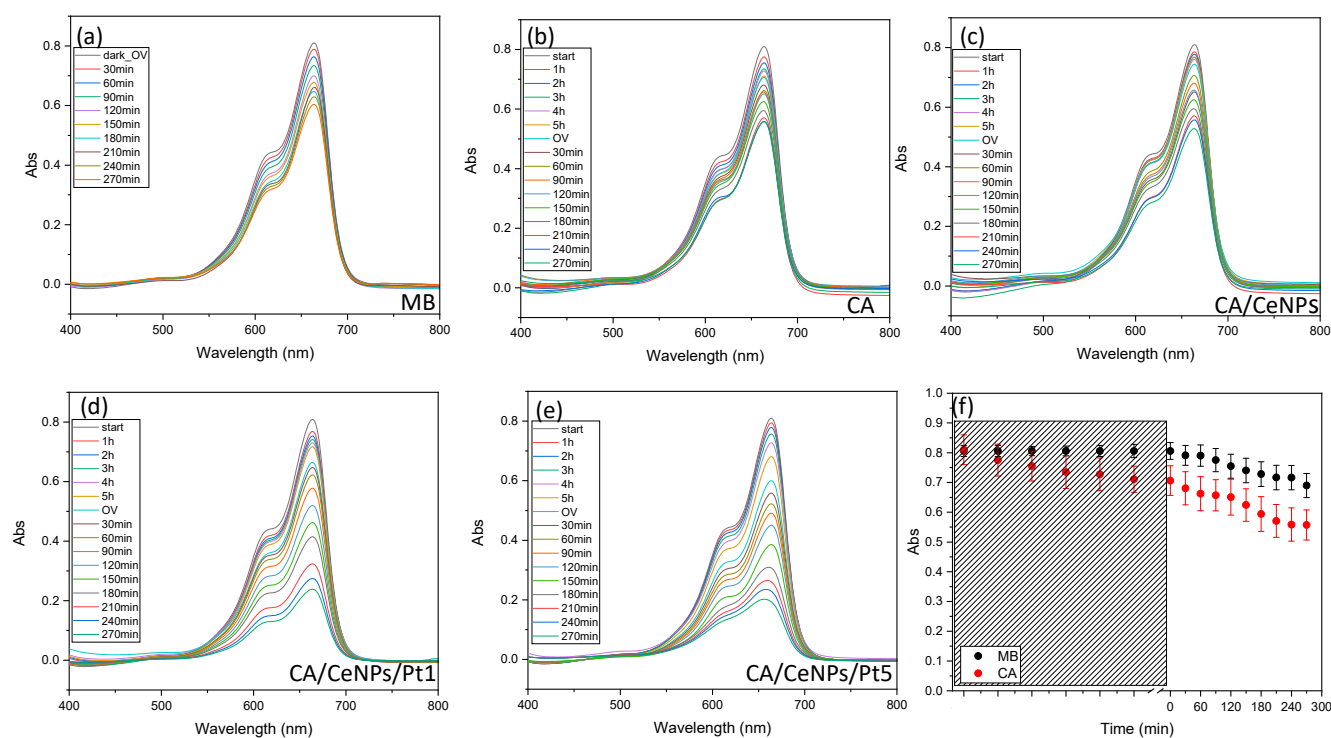 (a)
dark_OV
30min
60min
90min
120min
150min
180min
210min
240min
270min
Abs
0.8
0.6
0.4
0.2
0.0
400
500
600
700
800
Wavelength (nm)
MB
(b)
start
1h
2h
3h
4h
5h
OV
30min
60min
90min
120min
150min
180min
210min
240min
270min
Abs
0.8
0.6
0.4
0.2
0.0
400
500
600
700
800
Wavelength (nm)
CA
(c)
start
1h
2h
3h
4h
5h
OV
30min
60min
90min
120min
150min
180min
210min
240min
270min
Abs
0.8
0.6
0.4
0.2
0.0
400
500
600
700
800
Wavelength (nm)
CA/CeNPs
(d)
start
1h
2h
3h
4h
5h
OV
30min
60min
90min
120min
150min
180min
210min
240min
270min
Abs
0.8
0.6
0.4
0.2
0.0
400
500
600
700
800
Wavelength (nm)
CA/CeNPs/Pt1
(e)
start
1h
2h
3h
4h
5h
OV
30min
60min
90min
120min
150min
180min
210min
240min
270min
Abs
0.8
0.6
0.4
0.2
0.0
400
500
600
700
800
Wavelength (nm)
CA/CeNPs/Pt5
(f)
Abs
1.0
0.9
0.8
0.7
0.6
0.5
0.4
0.3
0.2
0.1
0.0
MB
CA
0 60 120 180 240 300
Time (min)